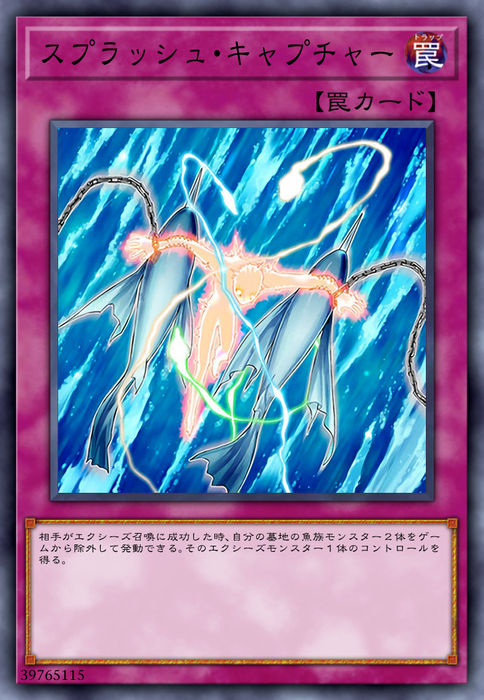 スプラッシュ・キャプチャー
トラップ
罠
【罠カード】
相手がエクシーズ召喚に成功した時、自分の墓地の魚族モンスター２体をゲー
ムから除外して発動できる。そのエクシーズモンスター１体のコントロールを
得る。
39765115